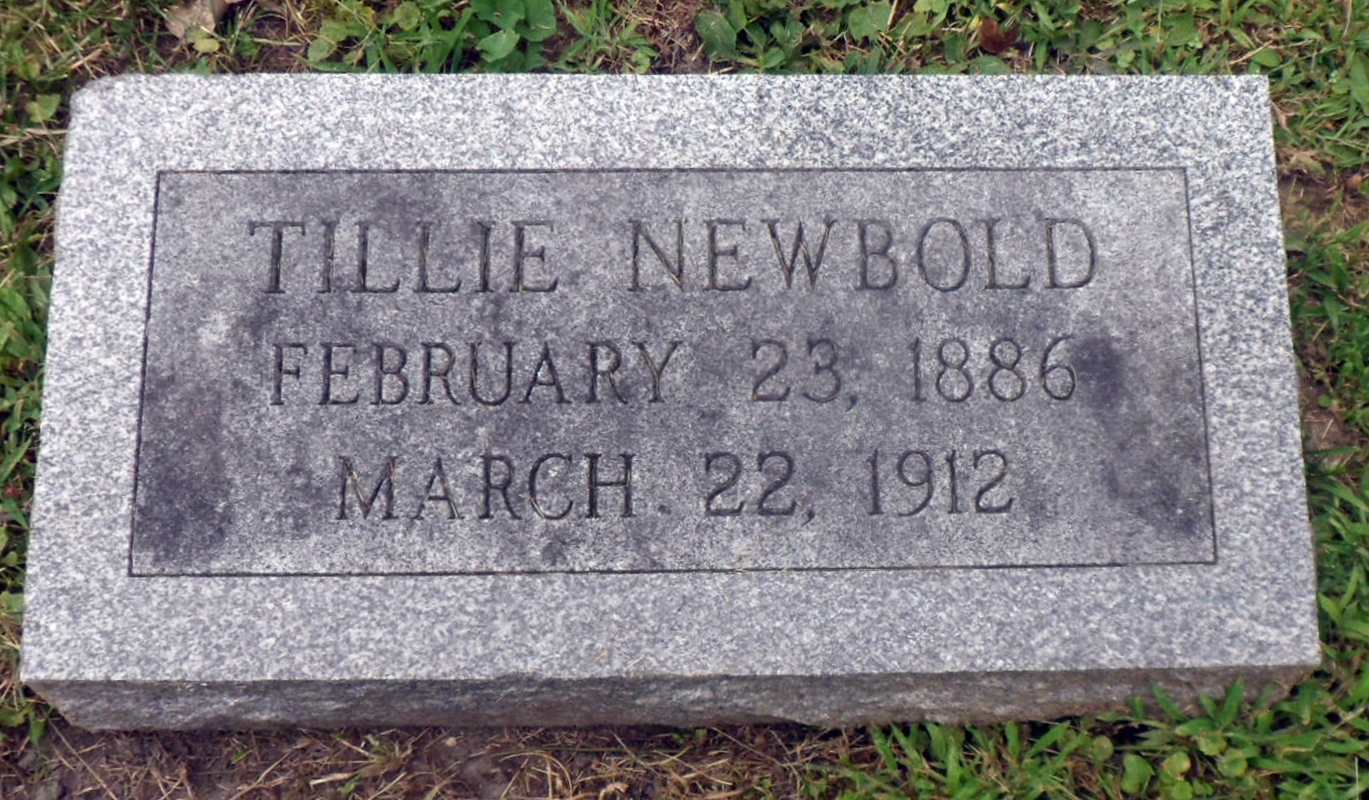 TILLIE NEWBOLD
FEBRUARY 23, 1886
MARCH 22, 1912